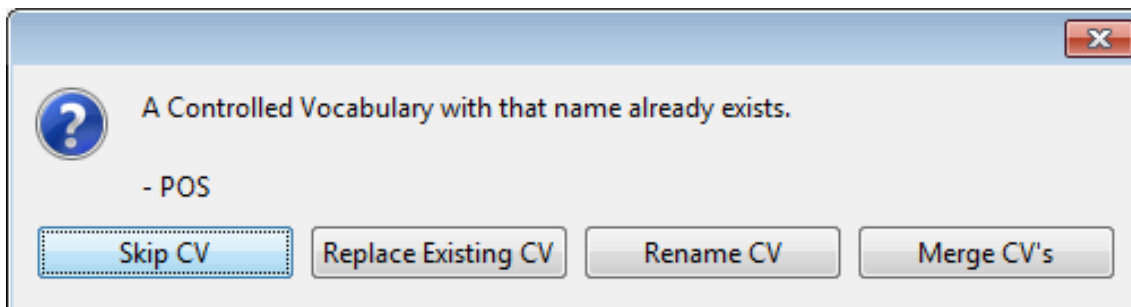 A Controlled Vocabulary with that name already exists.
- POS
Skip CV Replace Existing CV Rename CV Merge CV's